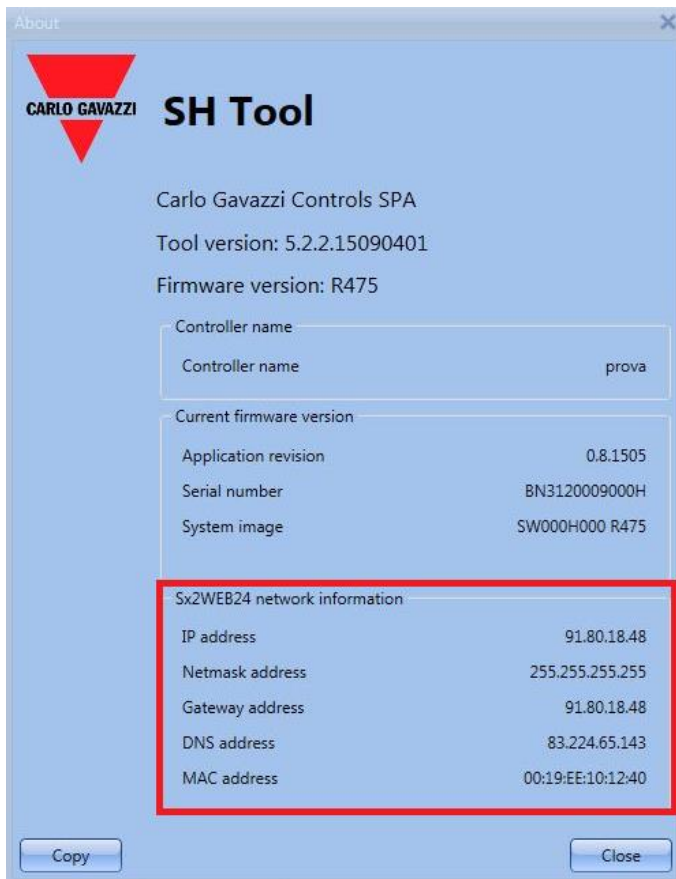 About
CARLO GAVAZZI
SH Tool
Carlo Gavazzi Controls SPA
Tool version: 5.2.2.15090401
Firmware version: R475
Controller name
Controller name prova
Current firmware version
Application revision 0.8.1505
Serial number BN3120009000H
System image SW000H000 R475
Sx2WEB24 network information
IP address 91.80.18.48
Netmask address 255.255.255.255
Gateway address 91.80.18.48
DNS address 83.224.65.143
MAC address 00:19:EE:10:12:40
Copy Close